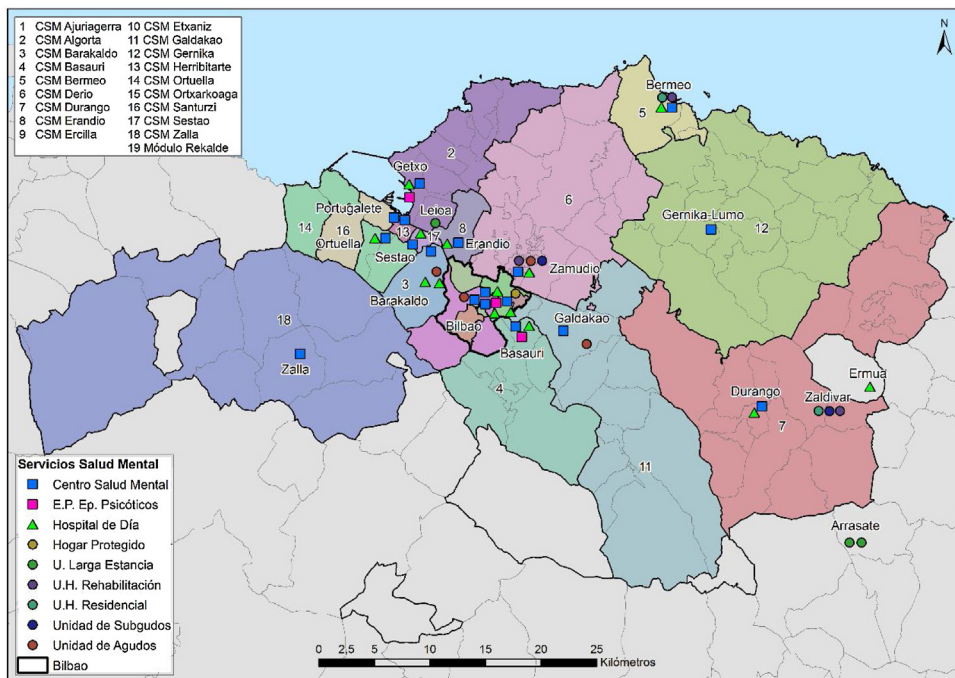 1 CSM Ajuriagerra 10 CSM Etxaniz
2 CSM Algorta 11 CSM Galdakao
3 CSM Barakaldo 12 CSM Gernika
4 CSM Basauri 13 CSM Herribitarte
5 CSM Bermeo 14 CSM Ortuella
6 CSM Derio 15 CSM Ortxarkoaga
7 CSM Durango 16 CSM Santurzi
8 CSM Erandio 17 CSM Sestao
9 CSM Ercilla 18 CSM Zalla
19 Módulo Rekalde
N
Bermeo
5
2
Getxo
6
Portugalete
Leioa
14
16
13
17
8
Gernika-Lumo
12
Ortuella
Erandio
Sestao
Zamudio
3
Barakaldo
18
Bilbao
Galdakao
Basauri
Zalla
Ermua
4
Durango
Zaldivar
7
11
Arrasate
Servicios Salud Mental
Centro Salud Mental
E.P. Ep. Psicóticos
Hospital de Día
Hogar Protegido
U. Larga Estancia
U.H. Rehabilitación
U.H. Residencial
Unidad de Subgudos
Unidad de Agudos
Bilbao
0 2,5 5 10 15 20 25
Kilómetros